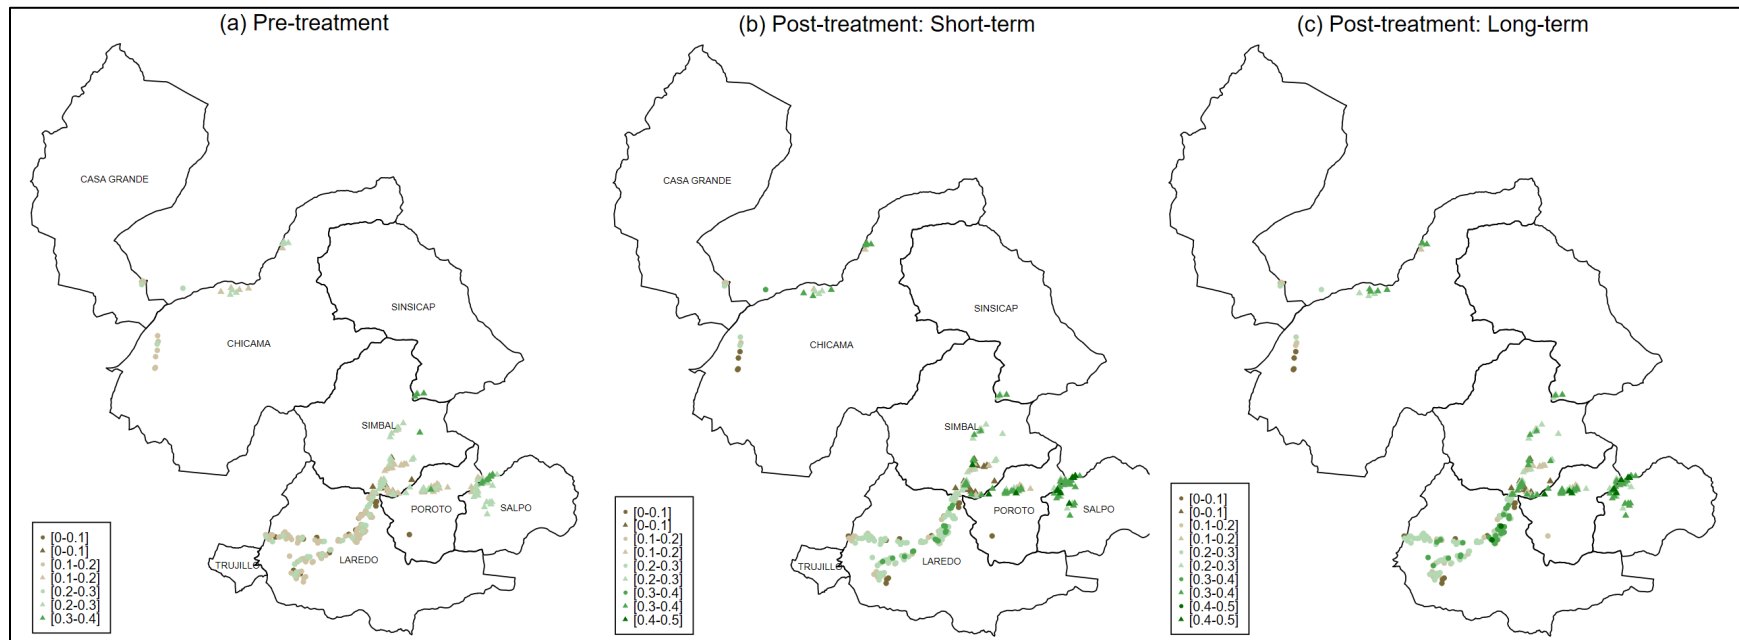 (a) Pre-treatment
CASA GRANDE
SINSICAP
CHICAMA
SIMBAL
POROTO
SALPO
LAREDO
TRUJILLO
[0-0.1]
[0-0.1]
[0.1-0.2]
[0.1-0.2]
[0.2-0.3]
[0.2-0.3]
[0.3-0.4]
(b) Post-treatment: Short-term
CASA GRANDE
SINSICAP
CHICAMA
SIMBAL
POROTO
SALPO
LAREDO
TRUJILLO
[0-0.1]
[0-0.1]
[0.1-0.2]
[0.1-0.2]
[0.2-0.3]
[0.2-0.3]
[0.3-0.4]
[0.3-0.4]
[0.4-0.5]
(c) Post-treatment: Long-term
[0-0.1]
[0-0.1]
[0.1-0.2]
[0.1-0.2]
[0.2-0.3]
[0.2-0.3]
[0.3-0.4]
[0.3-0.4]
[0.4-0.5]
[0.4-0.5]